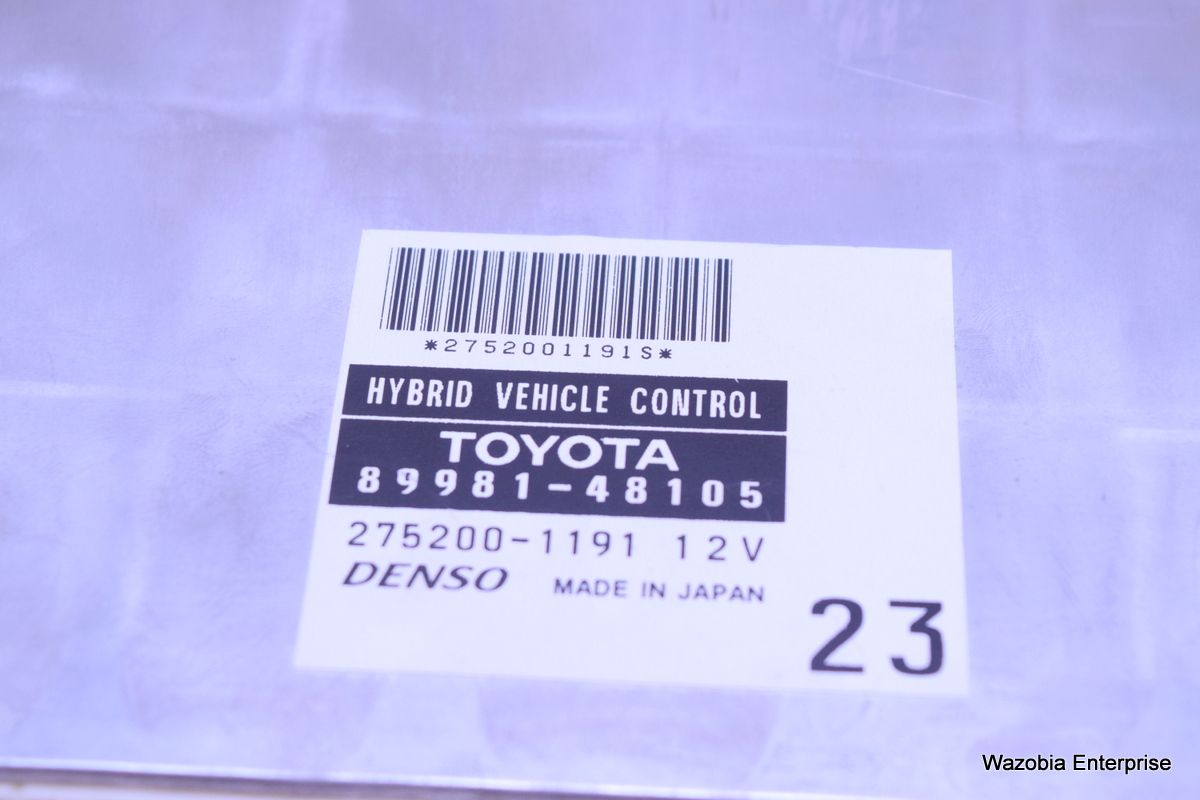 *2752001191S*
HYBRID VEHICLE CONTROL
TOYOTA
89981-48105
275200-1191 12V
DENSO MADE IN JAPAN
23
Wazobia Enterprise